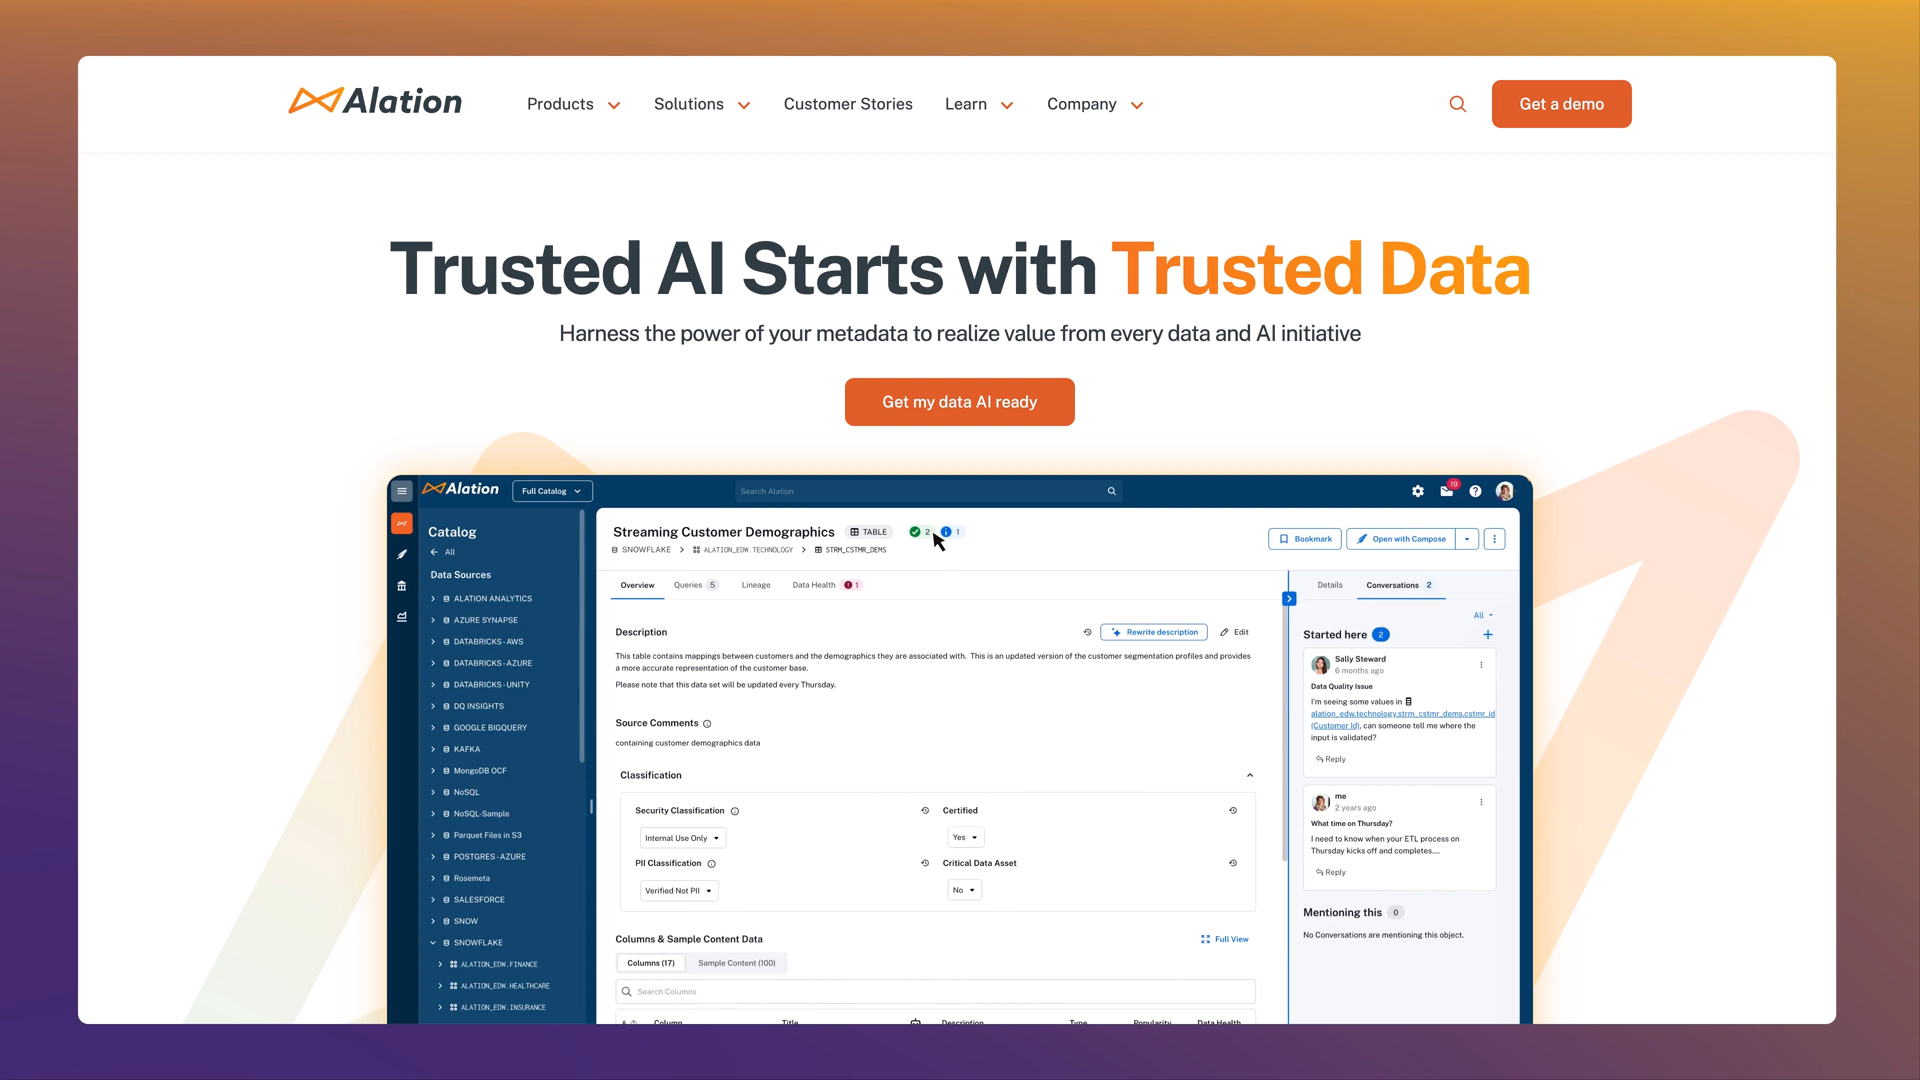 Alation
Products
Solutions
Customer Stories
Learn
Company
Get a demo
Trusted AI Starts with Trusted Data
Harness the power of your metadata to realize value from every data and AI initiative
Get my data AI ready
Alation
Full Catalog
Search Alation
19
Catalog
All
Data Sources
ALATION ANALYTICS
AZURE SYNAPSE
DATABRICKS - AWS
DATABRICKS - AZURE
DATABRICKS - UNITY
DQ INSIGHTS
GOOGLE BIGQUERY
KAFKA
MongoDB OCF
NoSQL
NoSQL-Sample
Parquet Files in S3
POSTGRES - AZURE
Rosemeta
SALESFORCE
SNOW
SNOWFLAKE
ALATION_EDW.FINANCE
ALATION_EDW.HEALTHCARE
ALATION_EDW.INSURANCE
Streaming Customer Demographics
TABLE
2
1
SNOWFLAKE > ALATION_EDW.TECHNOLOGY > STRM_CSTMR_DEMS
Bookmark
Open with Compose
Overview
Queries 5
Lineage
Data Health 1
Description
Rewrite description
Edit
This table contains mappings between customers and the demographics they are associated with. This is an updated version of the customer segmentation profiles and provides
a more accurate representation of the customer base.
Please note that this data set will be updated every Thursday.
Source Comments
containing customer demographics data
Classification
Security Classification
Certified
Internal Use Only
Yes
PII Classification
Critical Data Asset
Verified Not PII
No
Columns & Sample Content Data
Full View
Columns (17)
Sample Content (100)
Search Columns
Column
Title
Description
Type
Popularity
Data Health
Details
Conversations 2
All
Started here 2
Sally Steward
6 months ago
Data Quality Issue
I'm seeing some values in
alation_edw.technology.strm_cstmr_dems.cstmr_id
(Customer Id), can someone tell me where the
input is validated?
Reply
me
2 years ago
What time on Thursday?
I need to know when your ETL process on
Thursday kicks off and completes....
Reply
Mentioning this 0
No Conversations are mentioning this object.